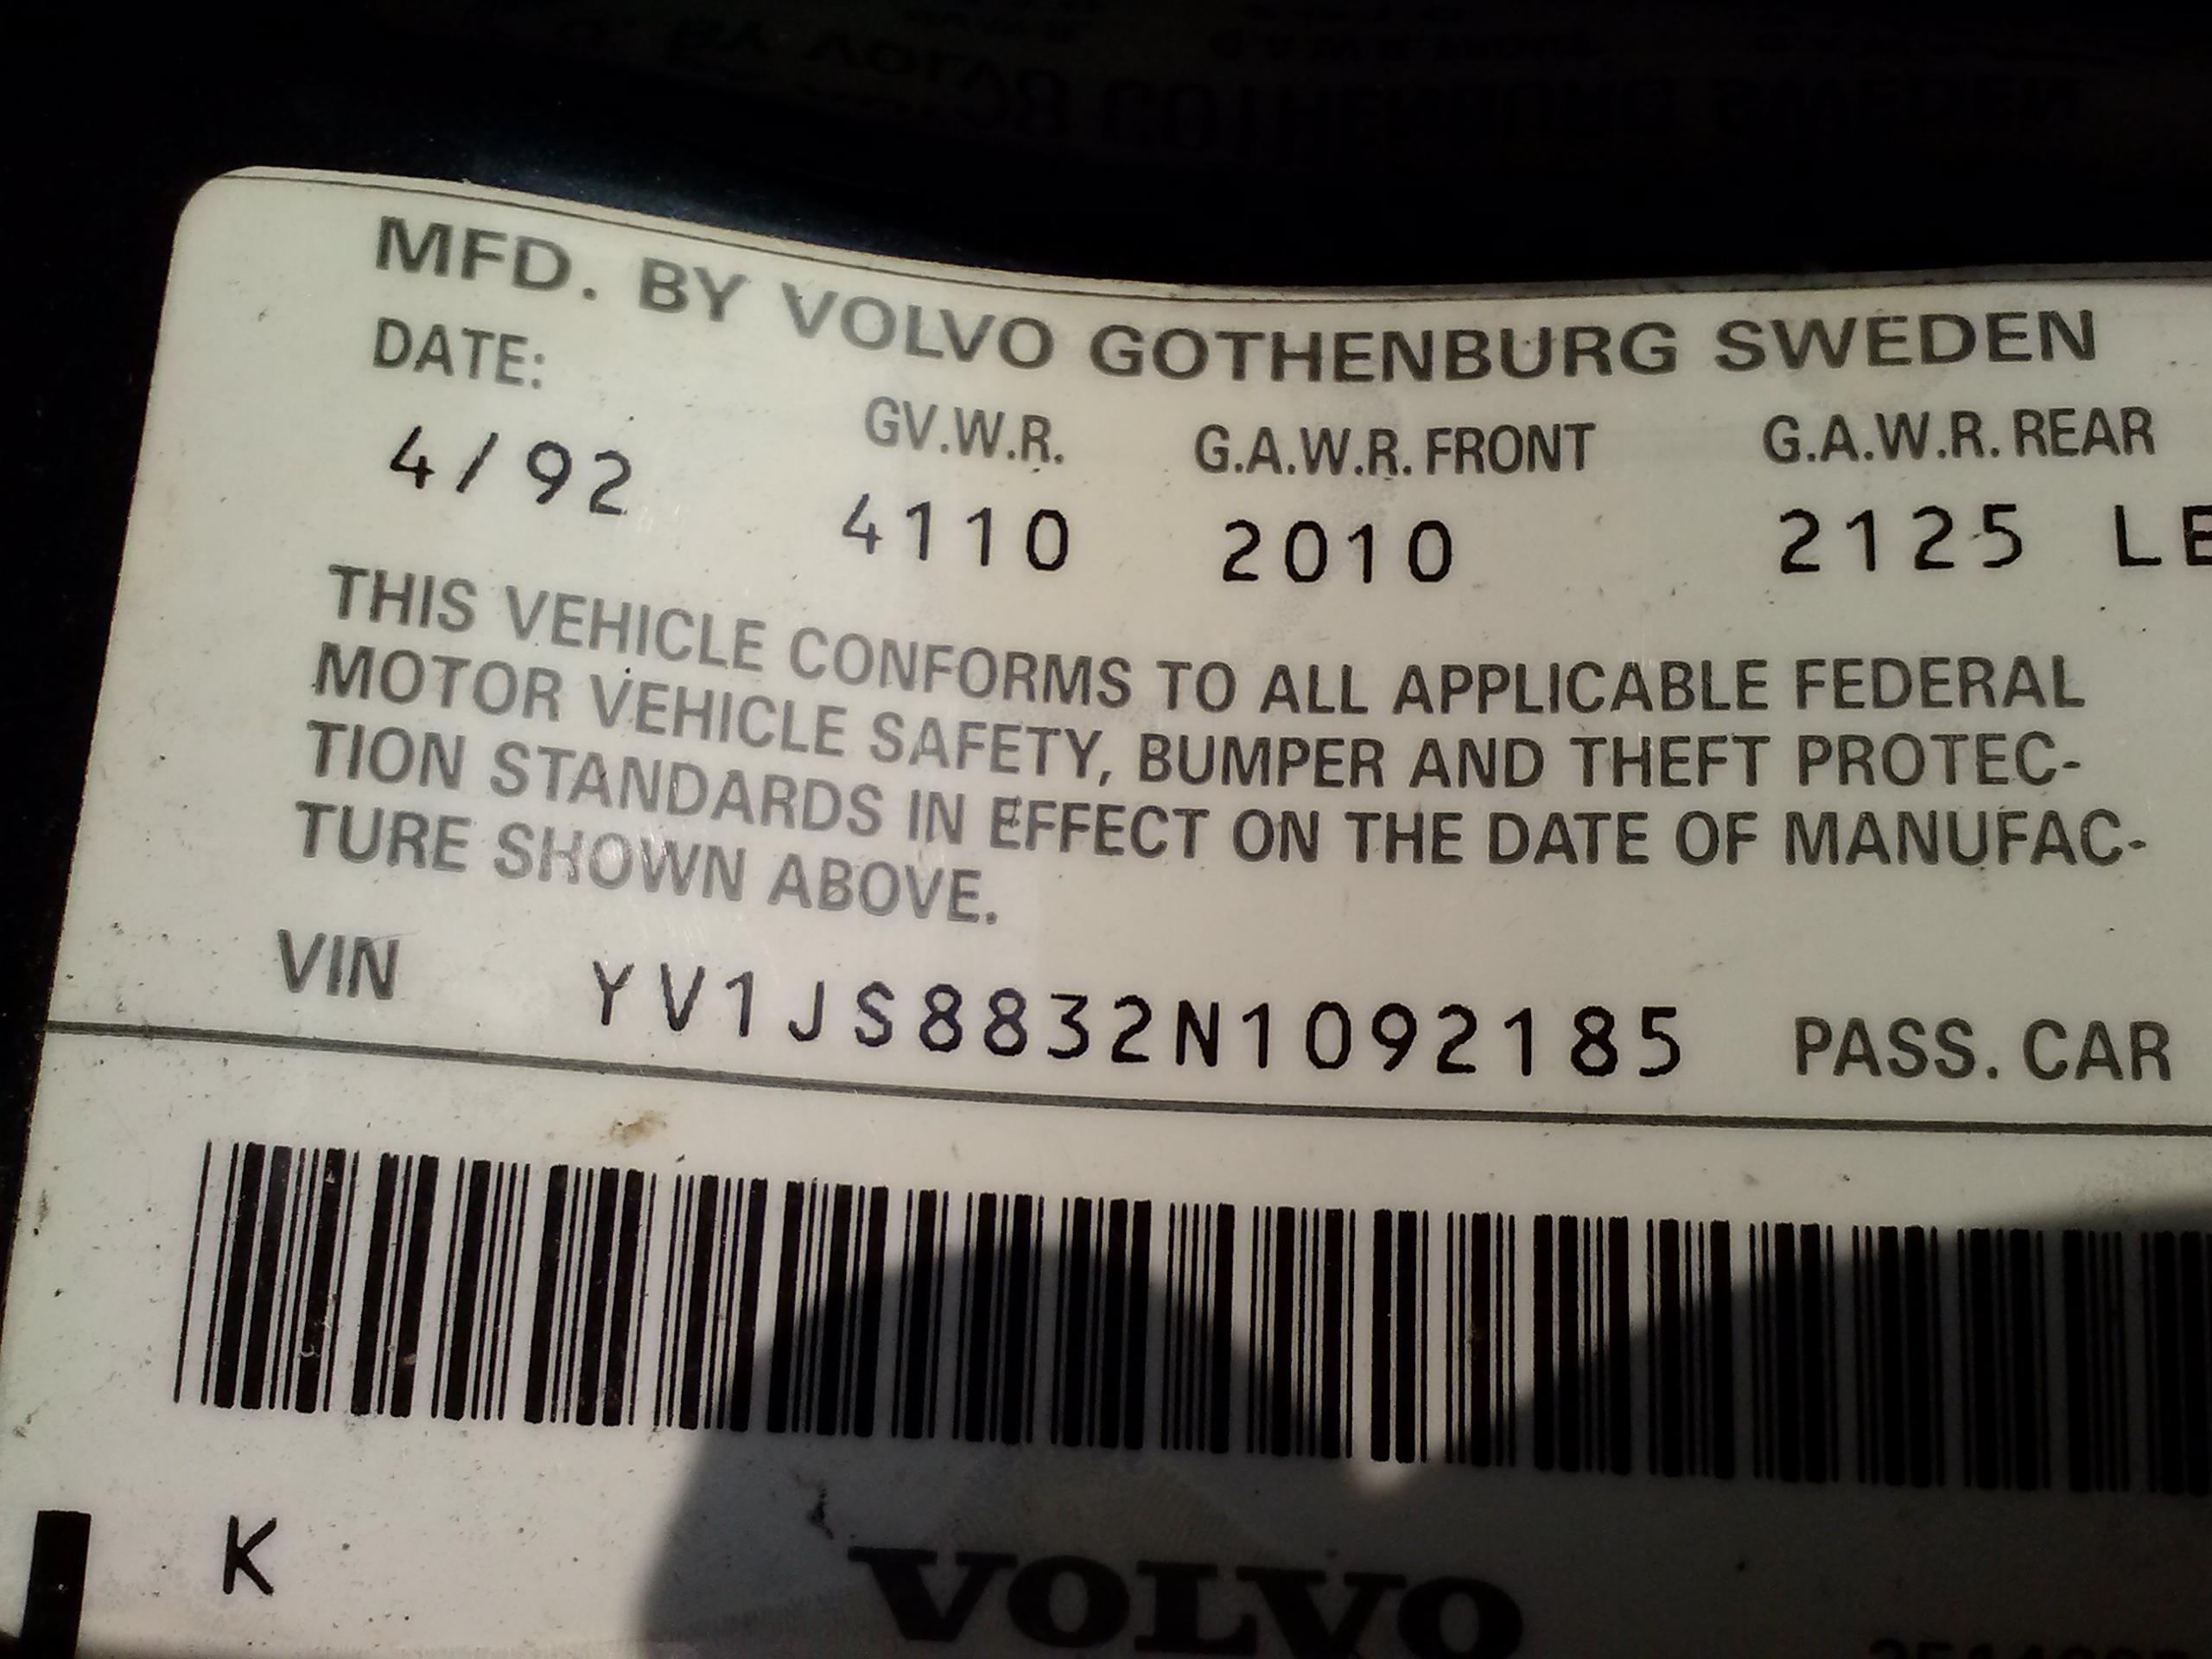 MFD. BY VOLVO GOTHENBURG SWEDEN
DATE: GV.W.R. G.A.W.R. FRONT G.A.W.R. REAR
4/92 4110 2010 2125 LB
THIS VEHICLE CONFORMS TO ALL APPLICABLE FEDERAL
MOTOR VEHICLE SAFETY, BUMPER AND THEFT PROTEC-
TION STANDARDS IN EFFECT ON THE DATE OF MANUFAC-
TURE SHOWN ABOVE.
VIN YV1JS8832N1092185 PASS. CAR
K
VOLVO